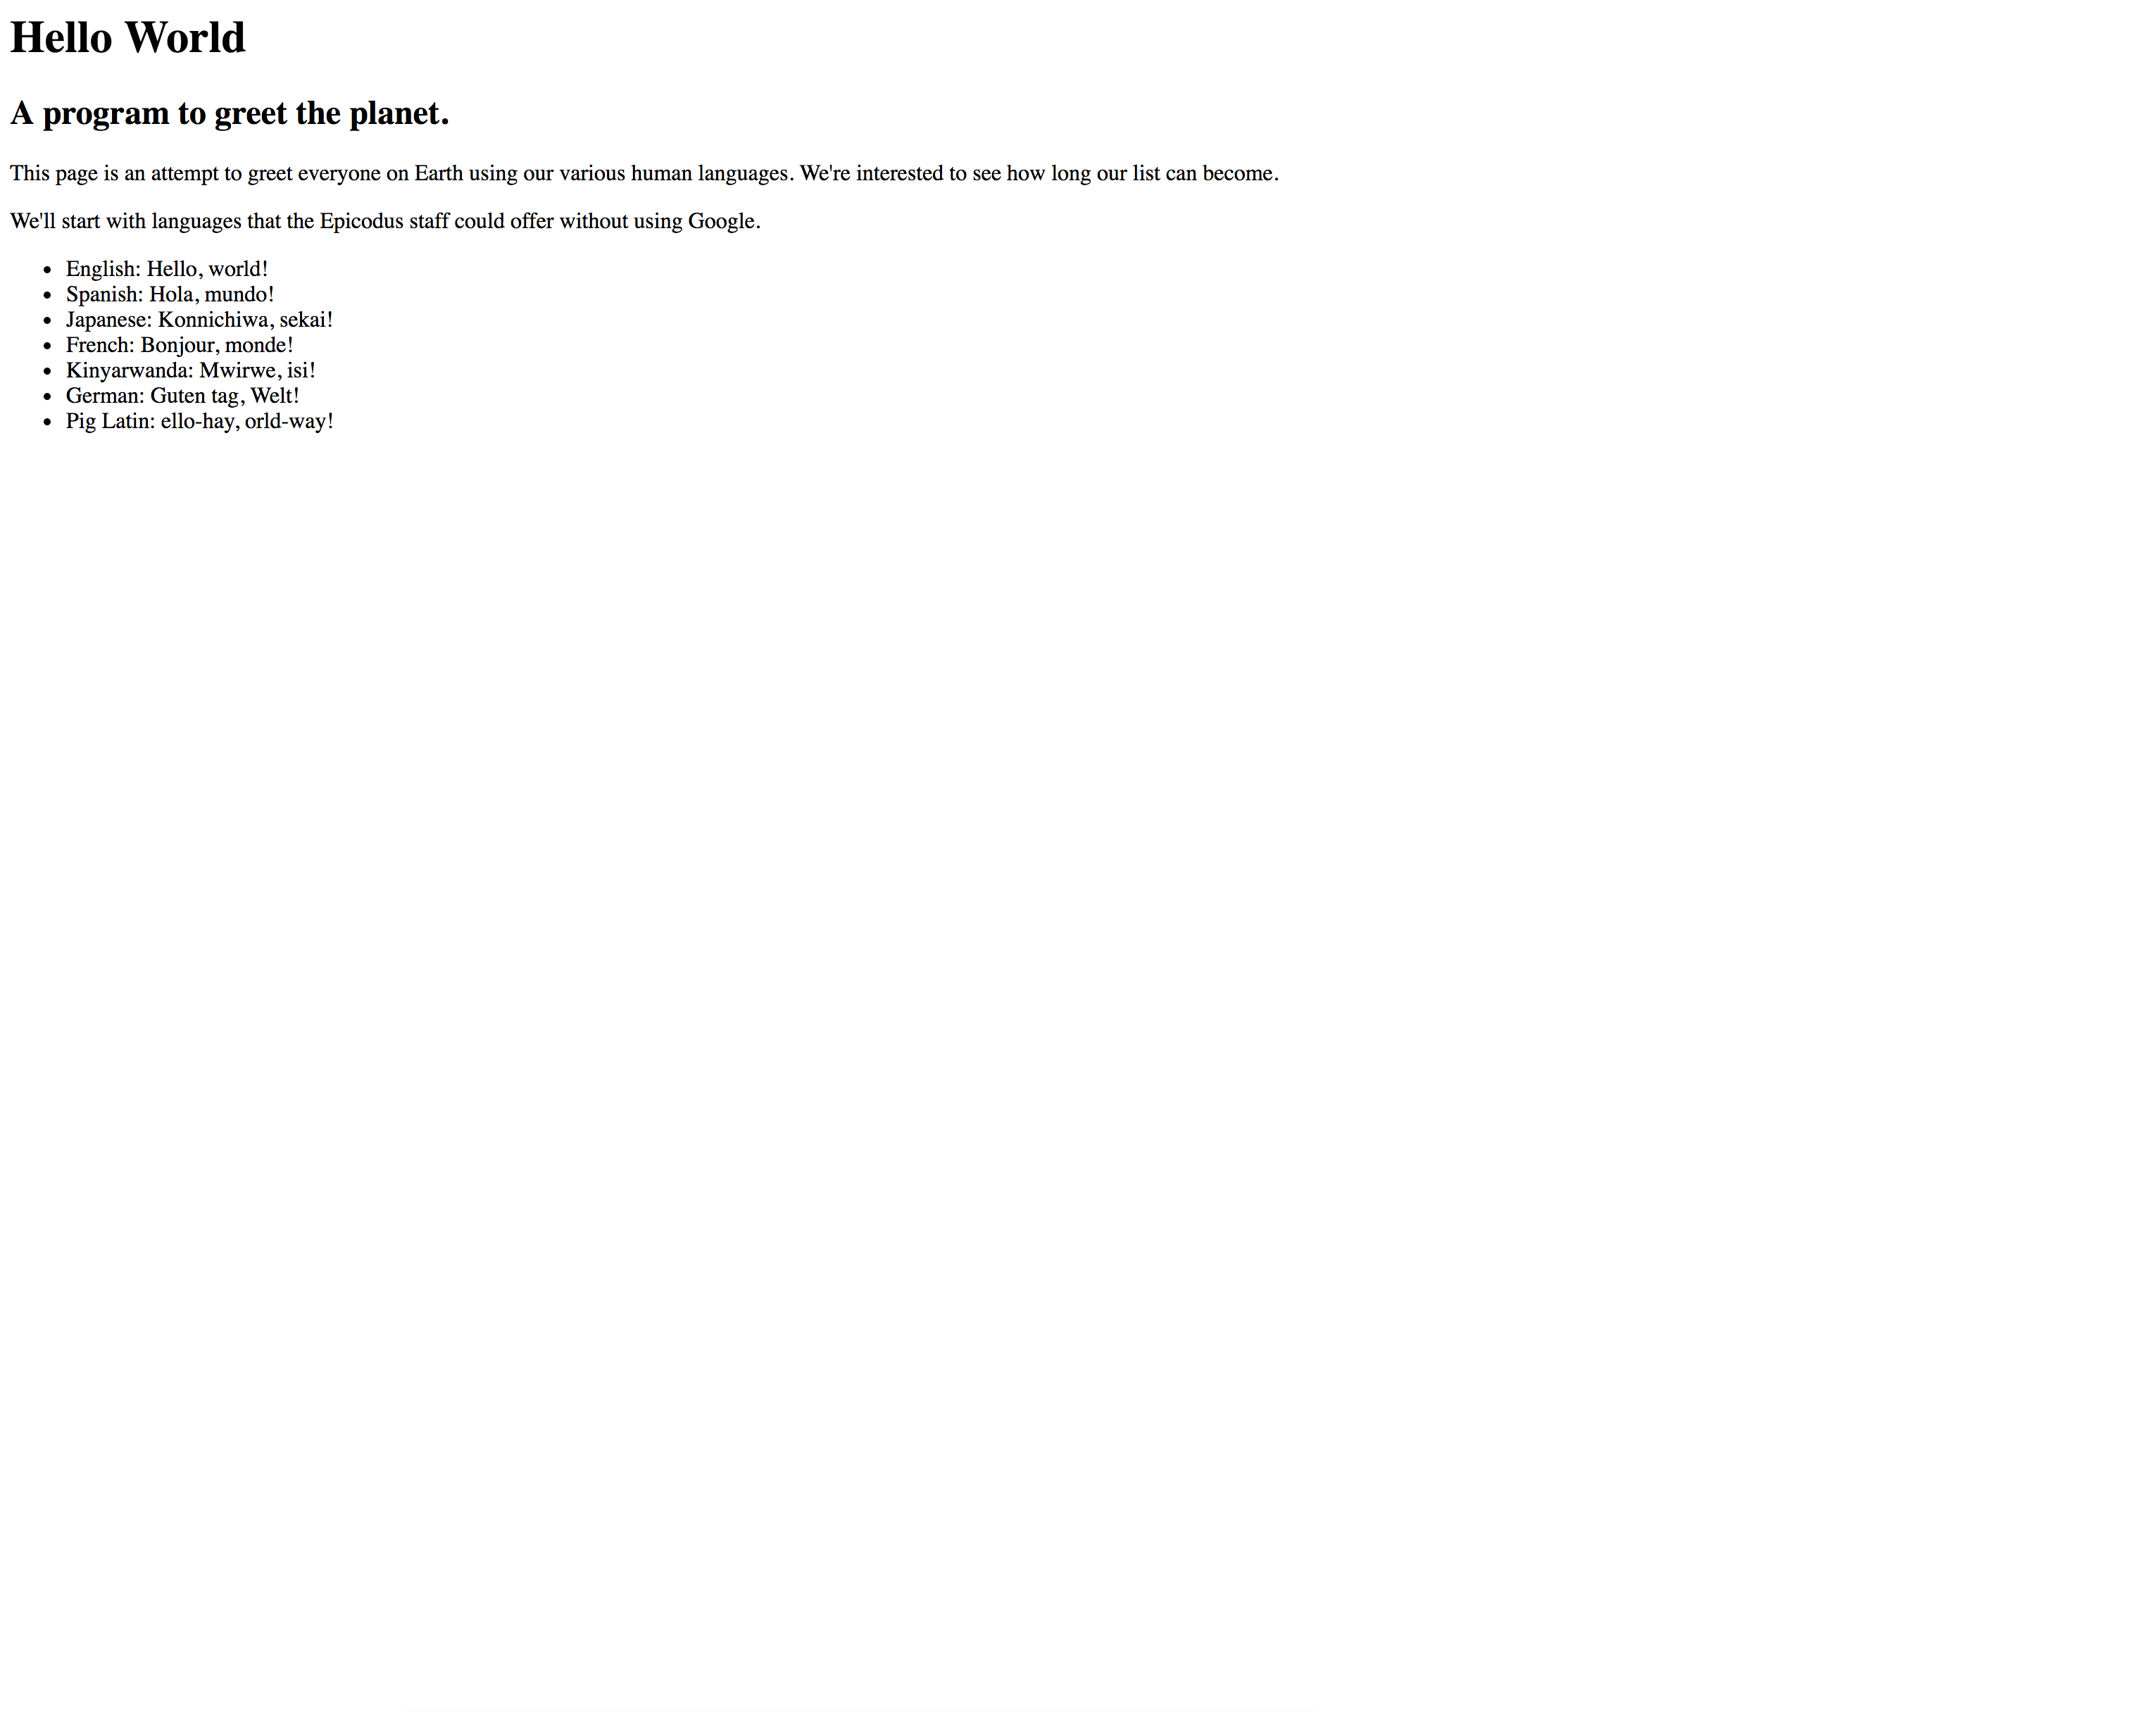 Hello World
A program to greet the planet.
This page is an attempt to greet everyone on Earth using our various human languages. We're interested to see how long our list can become.
We'll start with languages that the Epicodus staff could offer without using Google.
• English: Hello, world!
• Spanish: Hola, mundo!
• Japanese: Konnichiwa, sekai!
• French: Bonjour, monde!
• Kinyarwanda: Mwirwe, isi!
• German: Guten tag, Welt!
• Pig Latin: ello-hay, orld-way!